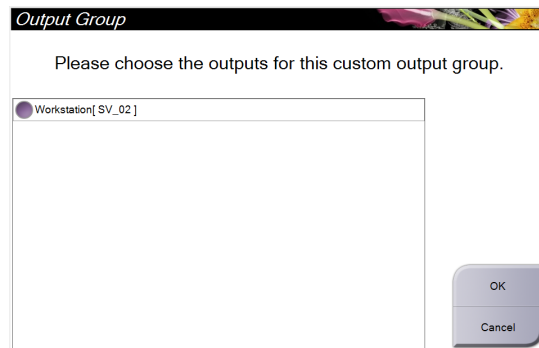 Output Group
Please choose the outputs for this custom output group.
Workstation[ SV_02 ]
OK
Cancel